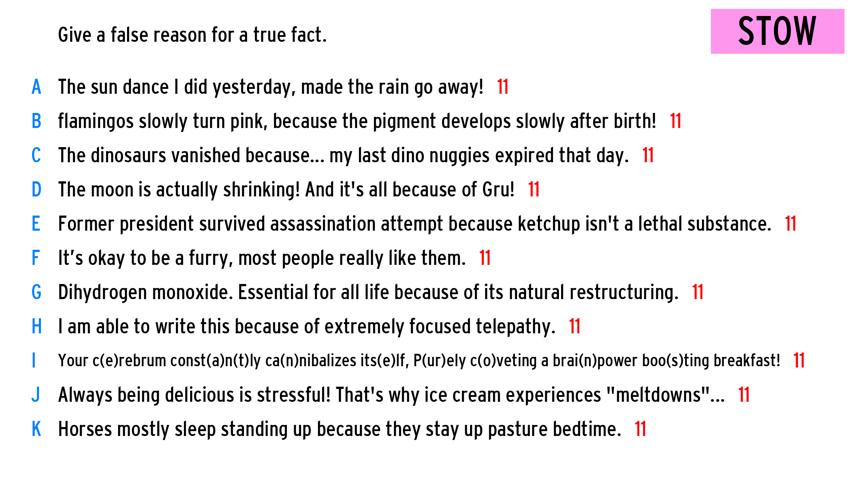 Give a false reason for a true fact.
STOW
A The sun dance I did yesterday, made the rain go away! 11
B flamingos slowly turn pink, because the pigment develops slowly after birth! 11
C The dinosaurs vanished because... my last dino nuggies expired that day. 11
D The moon is actually shrinking! And it's all because of Gru! 11
E Former president survived assassination attempt because ketchup isn't a lethal substance. 11
F It’s okay to be a furry, most people really like them. 11
G Dihydrogen monoxide. Essential for all life because of its natural restructuring. 11
H I am able to write this because of extremely focused telepathy. 11
I Your c(e)rebrum const(a)n(t)ly ca(n)nibalizes its(e)lf, P(ur)ely c(o)veting a brai(n)power boo(s)ting breakfast! 11
J Always being delicious is stressful! That's why ice cream experiences "meltdowns"... 11
K Horses mostly sleep standing up because they stay up pasture bedtime. 11